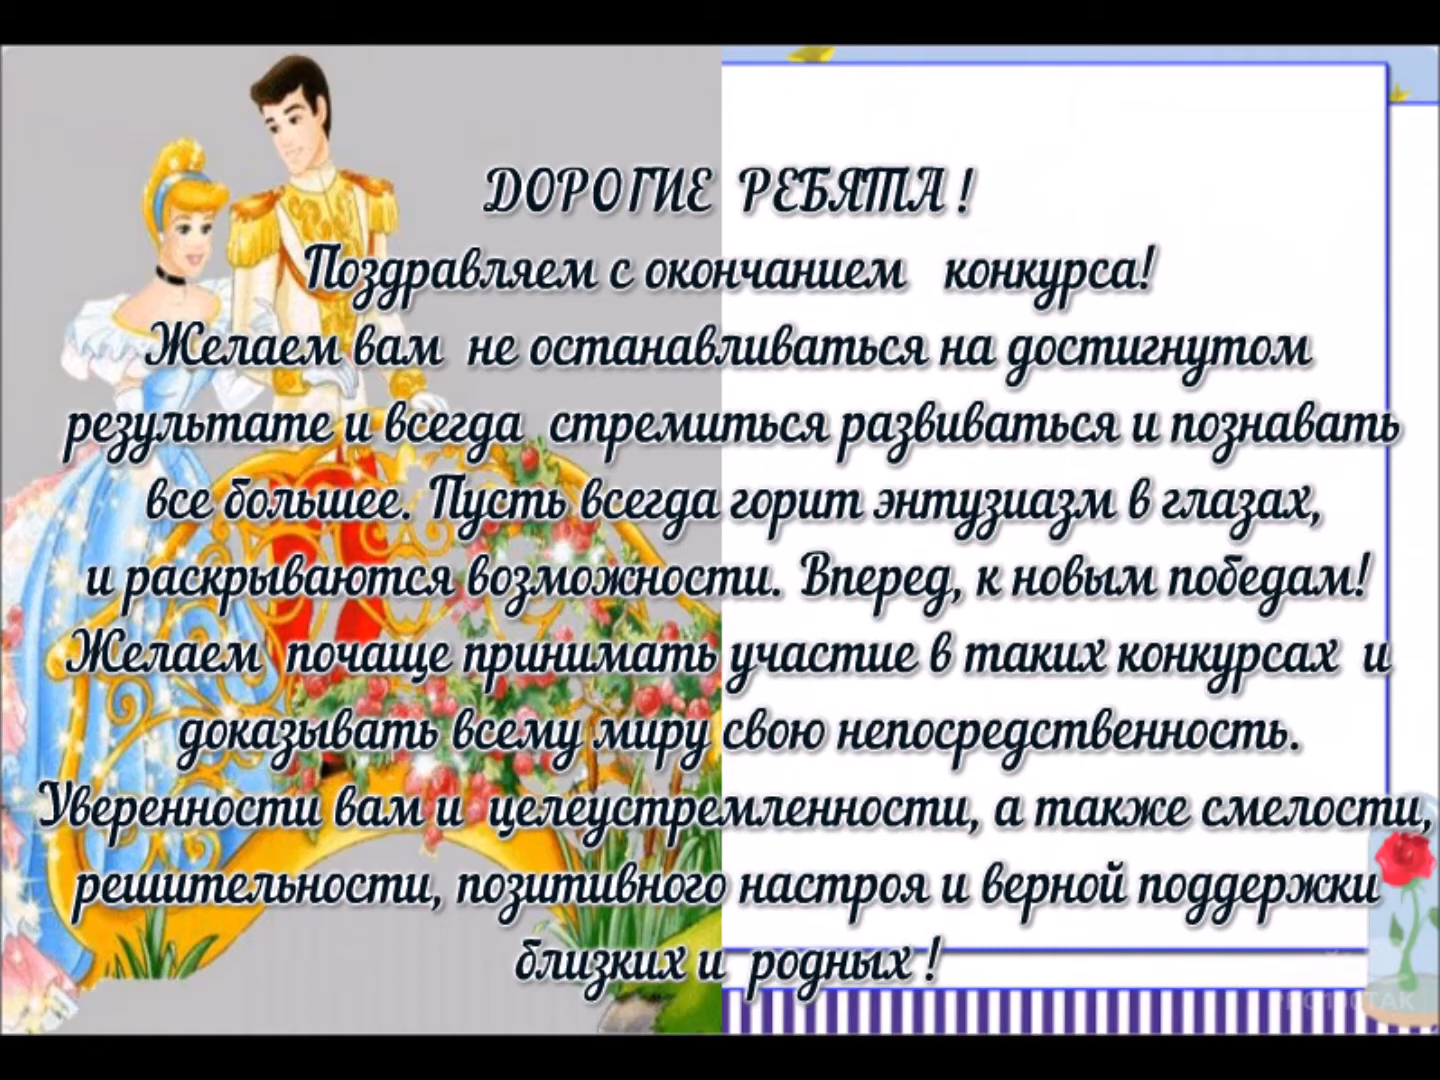 ДОРОГИЕ РЕБЯТА !
Поздравляем с окончанием конкурса!
Желаем вам не останавливаться на достигнутом
результате и всегда стремиться развиваться и познавать
все большее. Пусть всегда горит энтузиазм в глазах,
и раскрываются возможности. Вперед, к новым победам!
Желаем почаще принимать участие в таких конкурсах и
доказывать всему миру свою непосредственность.
Уверенности вам и целеустремленности, а также смелости,
решительности, позитивного настроя и верной поддержки
близких и родных !